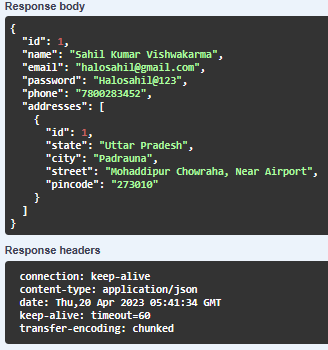 Response body
{
  "id": 1,
  "name": "Sahil Kumar Vishwakarma",
  "email": "halosahil@gmail.com",
  "password": "Halosahil@123",
  "phone": "7800283452",
  "addresses": [
    {
      "id": 1,
      "state": "Uttar Pradesh",
      "city": "Padrauna",
      "street": "Mohaddipur Chowraha, Near Airport",
      "pincode": "273010"
    }
  ]
}
Response headers
connection: keep-alive
content-type: application/json
date: Thu,20 Apr 2023 05:41:34 GMT
keep-alive: timeout=60
transfer-encoding: chunked